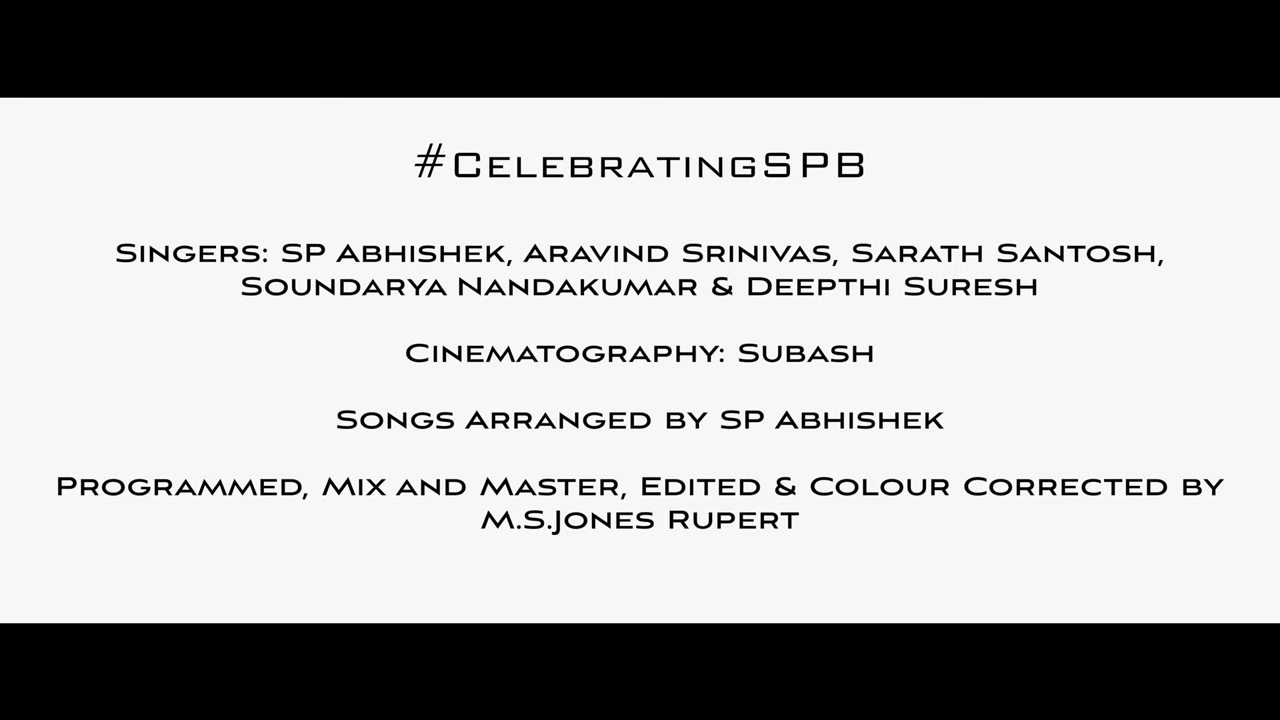 #CelebratingSPB
Singers: SP Abhishek, Aravind Srinivas, Sarath Santosh,
Soundarya Nandakumar & Deepthi Suresh
Cinematography: Subash
Songs Arranged by SP Abhishek
Programmed, Mix and Master, Edited & Colour Corrected by
M.S.Jones Rupert